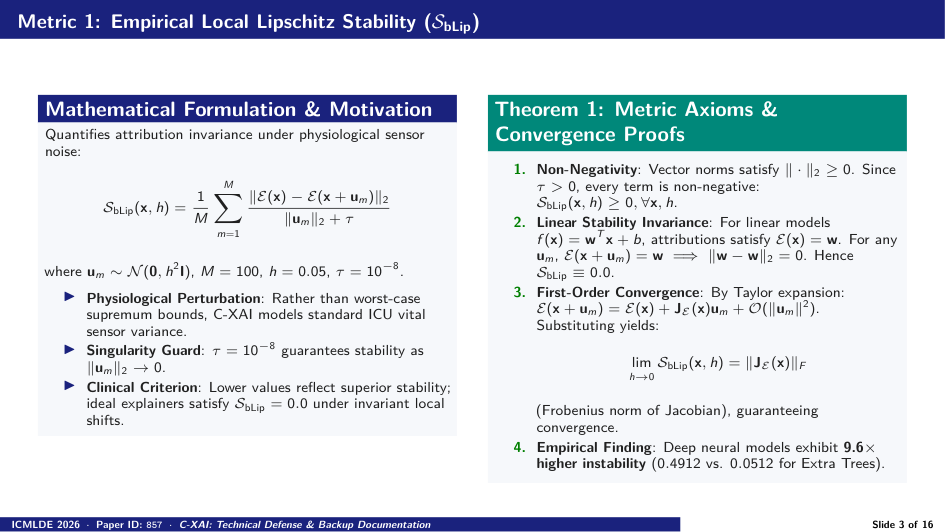 Metric 1: Empirical Local Lipschitz Stability (𝒮_bLip)
Mathematical Formulation & Motivation
Quantifies attribution invariance under physiological sensor
noise:
𝒮_bLip(x, h) = 1/M ∑_{m=1}^{M} ‖ℰ(x) − ℰ(x + u_m)‖₂ / (‖u_m‖₂ + τ)
where u_m ∼ 𝒩(0, h²I), M = 100, h = 0.05, τ = 10⁻⁸.
▶ Physiological Perturbation: Rather than worst-case
supremum bounds, C-XAI models standard ICU vital
sensor variance.
▶ Singularity Guard: τ = 10⁻⁸ guarantees stability as
‖u_m‖₂ → 0.
▶ Clinical Criterion: Lower values reflect superior stability;
ideal explainers satisfy 𝒮_bLip = 0.0 under invariant local
shifts.
Theorem 1: Metric Axioms &
Convergence Proofs
1. Non-Negativity: Vector norms satisfy ‖ · ‖₂ ≥ 0. Since
τ > 0, every term is non-negative:
𝒮_bLip(x, h) ≥ 0, ∀x, h.
2. Linear Stability Invariance: For linear models
f(x) = wᵀx + b, attributions satisfy ℰ(x) = w. For any
u_m, ℰ(x + u_m) = w ⟹ ‖w − w‖₂ = 0. Hence
𝒮_bLip ≡ 0.0.
3. First-Order Convergence: By Taylor expansion:
ℰ(x + u_m) = ℰ(x) + J_ℰ(x)u_m + 𝒪(‖u_m‖²).
Substituting yields:
lim_{h→0} 𝒮_bLip(x, h) = ‖J_ℰ(x)‖_F
(Frobenius norm of Jacobian), guaranteeing
convergence.
4. Empirical Finding: Deep neural models exhibit 9.6×
higher instability (0.4912 vs. 0.0512 for Extra Trees).
ICMLDE 2026 · Paper ID: 857 · C-XAI: Technical Defense & Backup Documentation
Slide 3 of 16